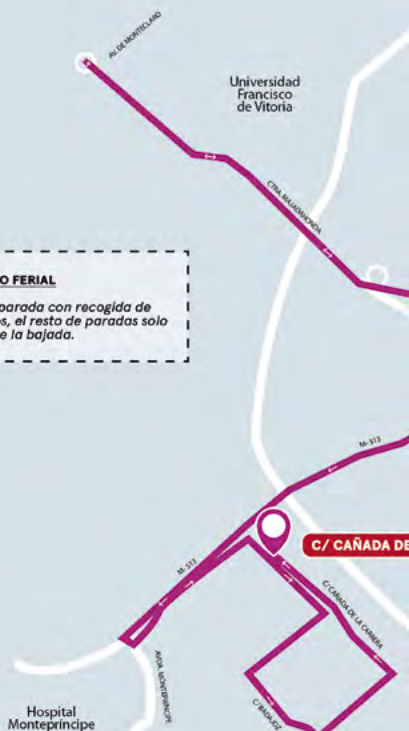 AV. DE MONTECLARO
Universidad
Francisco
de Vitoria
CTRA. MAJADAHONDA
O FERIAL
parada con recogida de
s, el resto de paradas solo
e la bajada.
M-513
C/ CAÑADA DE
M-513
C/ CAÑADA DE LA CARRERA
AVDA. MONTEPRÍNCIPE
C/ BADAJOZ
Hospital
Montepríncipe